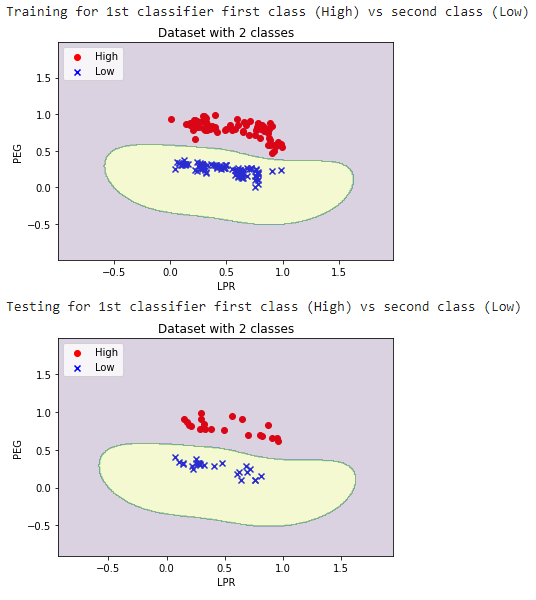 Training for 1st classifier first class (High) vs second class (Low)
Dataset with 2 classes
High
Low
1.5
1.0
0.5
0.0
−0.5
PEG
−0.5 0.0 0.5 1.0 1.5
LPR
Testing for 1st classifier first class (High) vs second class (Low)
Dataset with 2 classes
High
Low
1.5
1.0
0.5
0.0
−0.5
PEG
−0.5 0.0 0.5 1.0 1.5
LPR